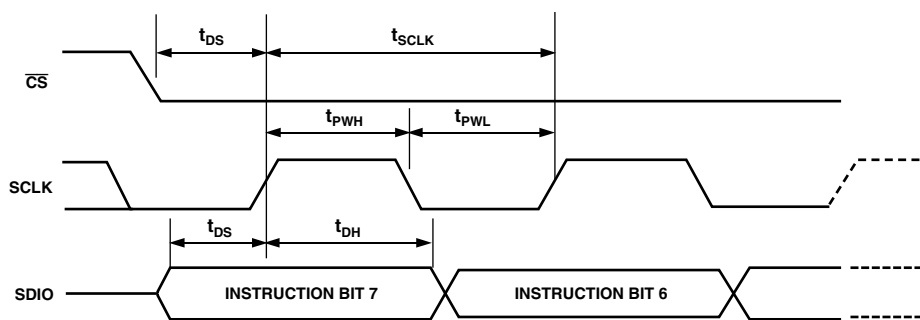 tDS tSCLK
CS
tPWH tPWL
SCLK
tDS tDH
SDIO INSTRUCTION BIT 7 INSTRUCTION BIT 6